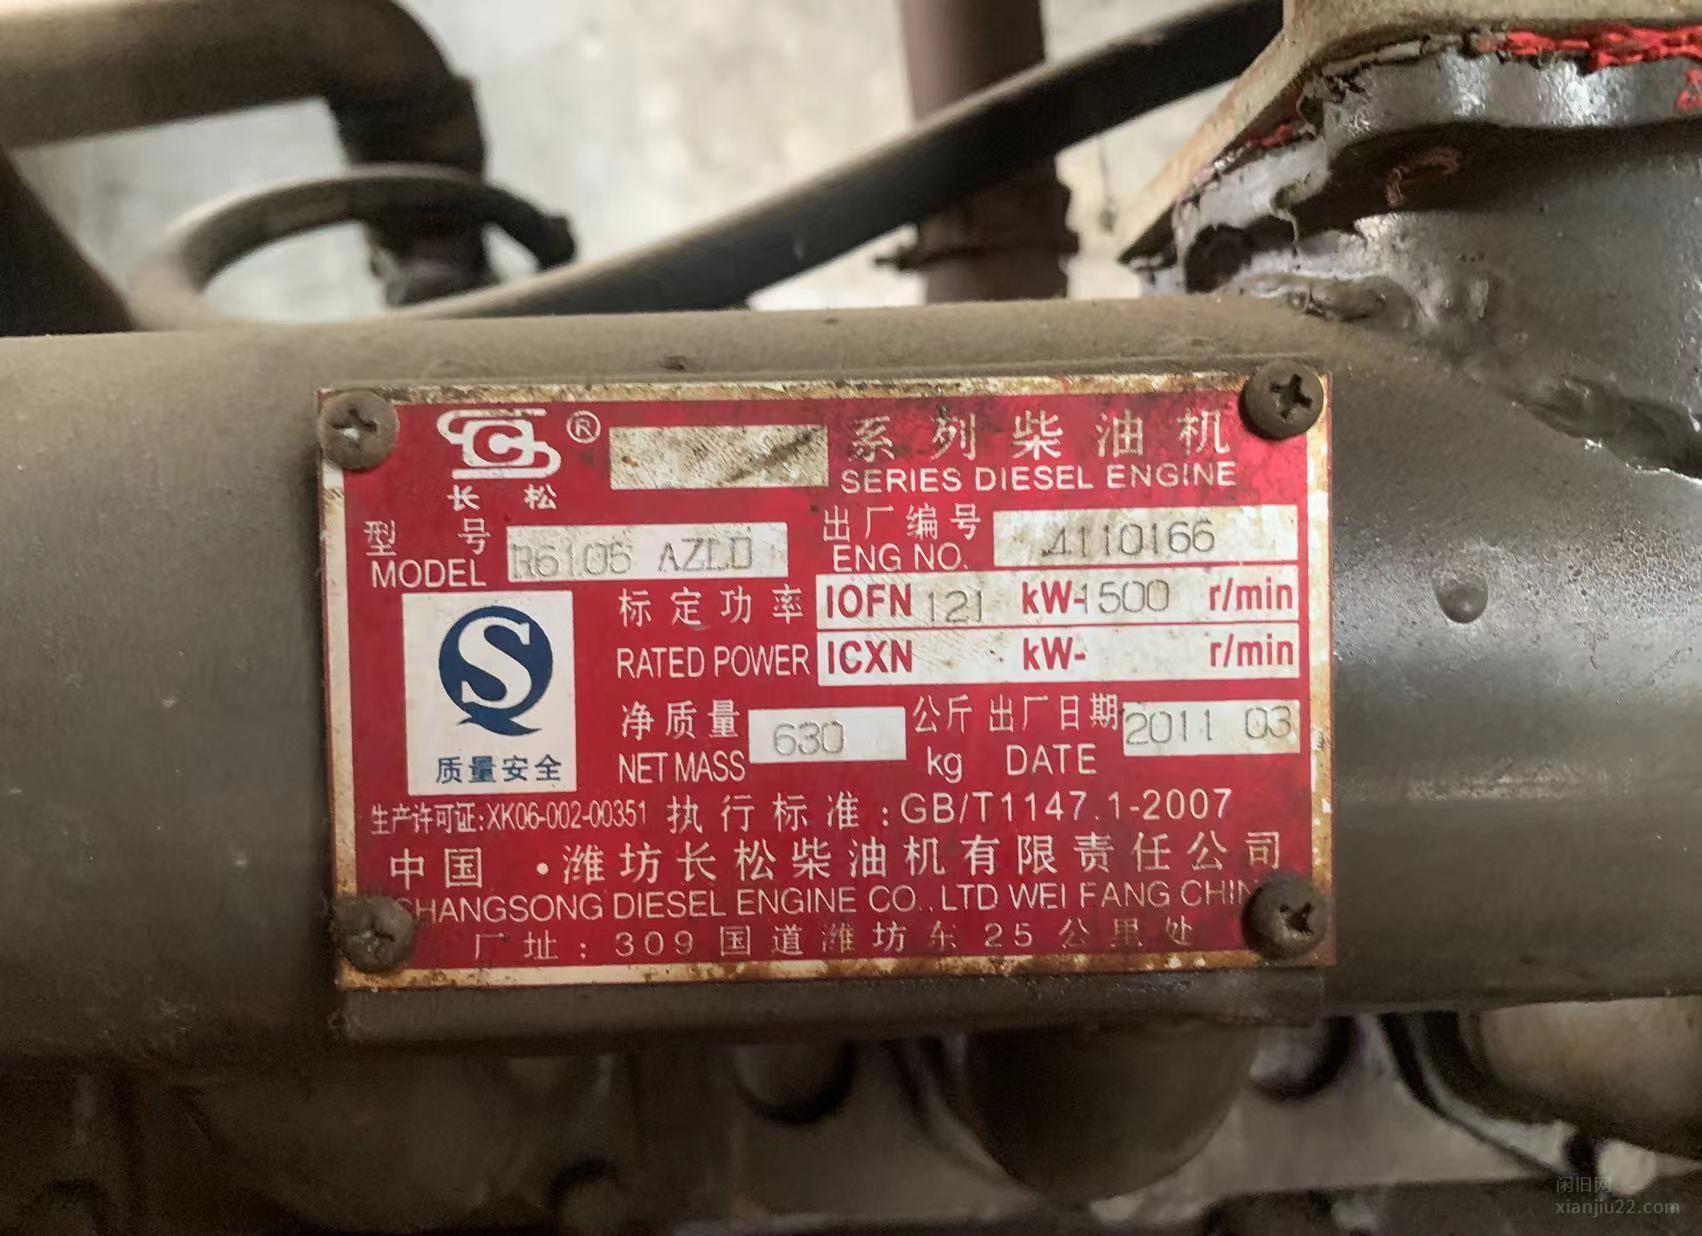 长松 ® 系列柴油机
SERIES DIESEL ENGINE
型号 R6105 AZLD 出厂编号 4110166
MODEL ENG NO.
标定功率 IOFN 121 kW-1500 r/min
RATED POWER ICXN kW- r/min
质量安全
净质量 630 公斤 出厂日期 2011 03
NET MASS kg DATE
生产许可证:XK06-002-00351 执行标准:GB/T1147.1-2007
中国·潍坊长松柴油机有限责任公司
CHANGSONG DIESEL ENGINE CO.,LTD WEI FANG CHIN
厂址:309国道潍坊东25公里处
闲旧网
xianjiu22.com